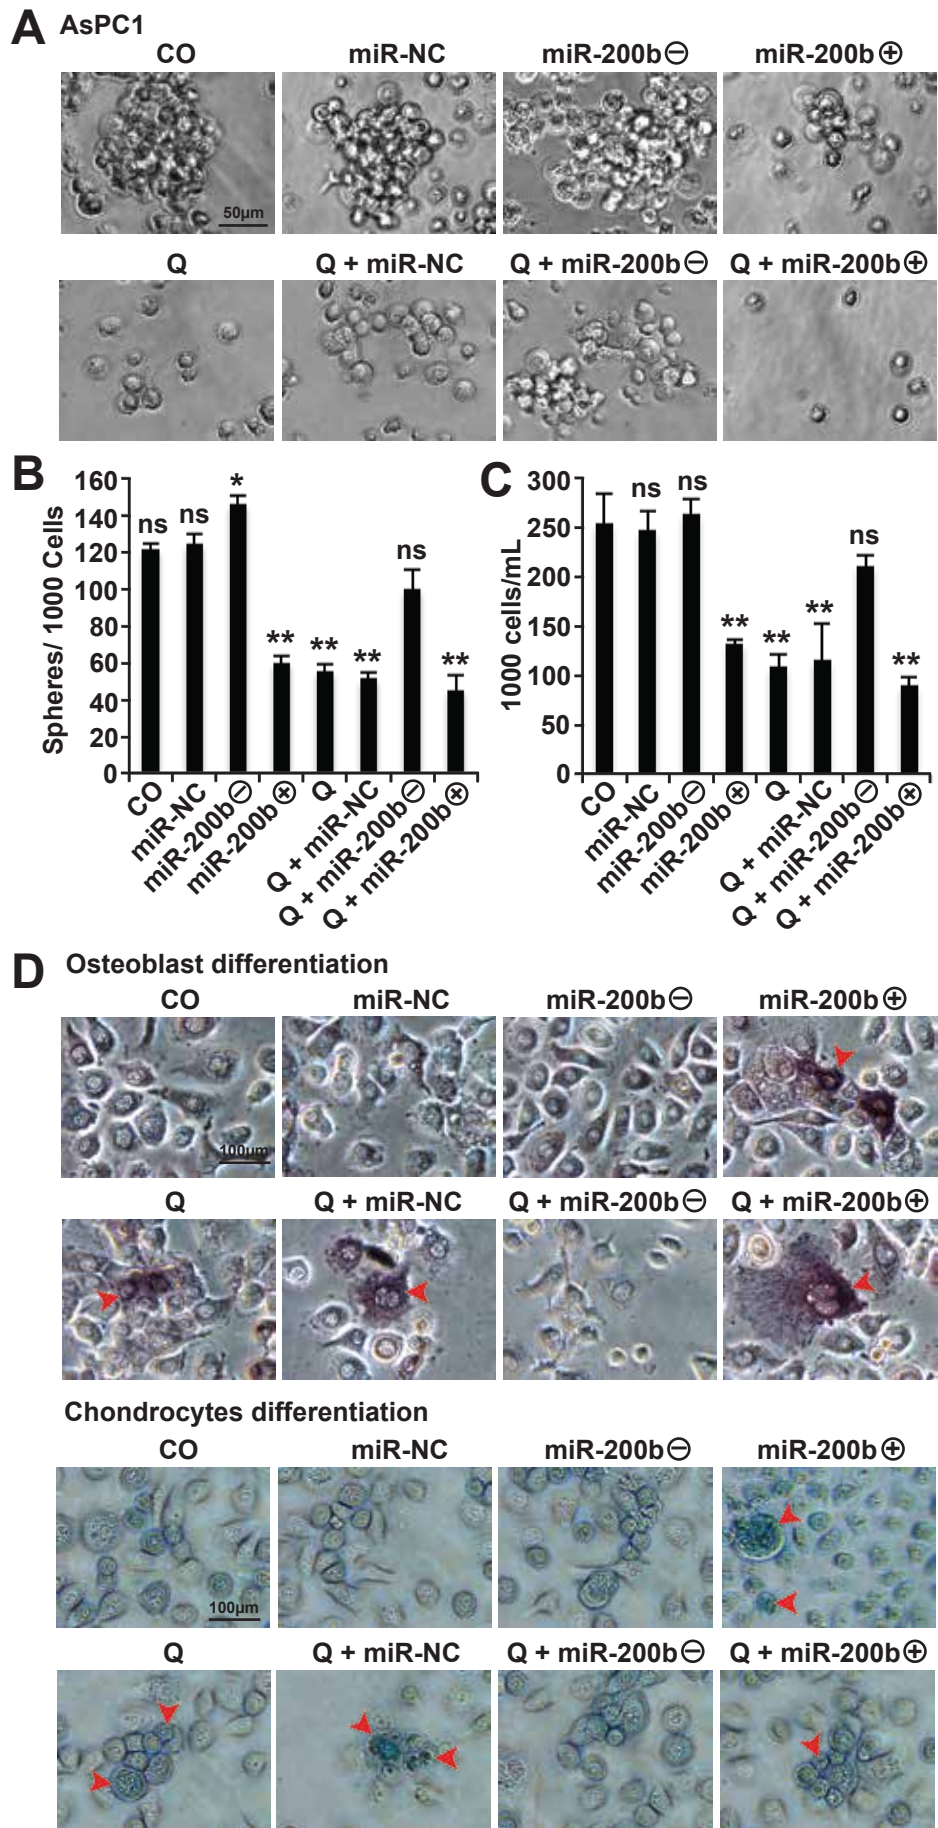 A AsPC1
CO miR-NC miR-200b⊖ miR-200b⊕
50µm
Q Q + miR-NC Q + miR-200b⊖ Q + miR-200b⊕
B
Spheres/ 1000 Cells
160
140
120
100
80
60
40
20
0
ns ns * ** ** ** ns **
CO miR-NC miR-200b⊖ miR-200b⊕ Q Q + miR-NC Q + miR-200b⊖ Q + miR-200b⊕
C
1000 cells/mL
300
250
200
150
100
50
0
ns ns ** ** ** ns **
CO miR-NC miR-200b⊖ miR-200b⊕ Q Q + miR-NC Q + miR-200b⊖ Q + miR-200b⊕
D Osteoblast differentiation
CO miR-NC miR-200b⊖ miR-200b⊕
100µm
Q Q + miR-NC Q + miR-200b⊖ Q + miR-200b⊕
Chondrocytes differentiation
CO miR-NC miR-200b⊖ miR-200b⊕
100µm
Q Q + miR-NC Q + miR-200b⊖ Q + miR-200b⊕